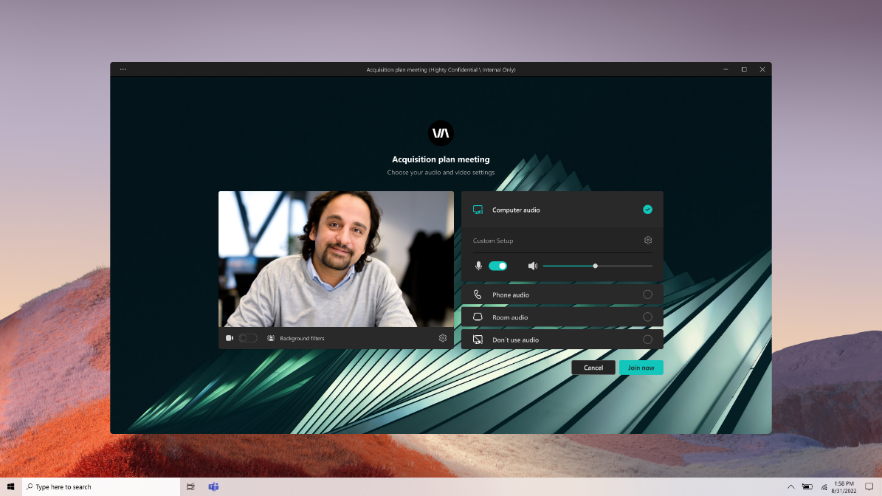 Acquisition plan meeting (Highly Confidential \ Internal Only)
Acquisition plan meeting
Choose your audio and video settings
Computer audio
Custom Setup
Phone audio
Room audio
Don't use audio
Background filters
Cancel
Join now
Type here to search
1:58 PM
8/31/2022